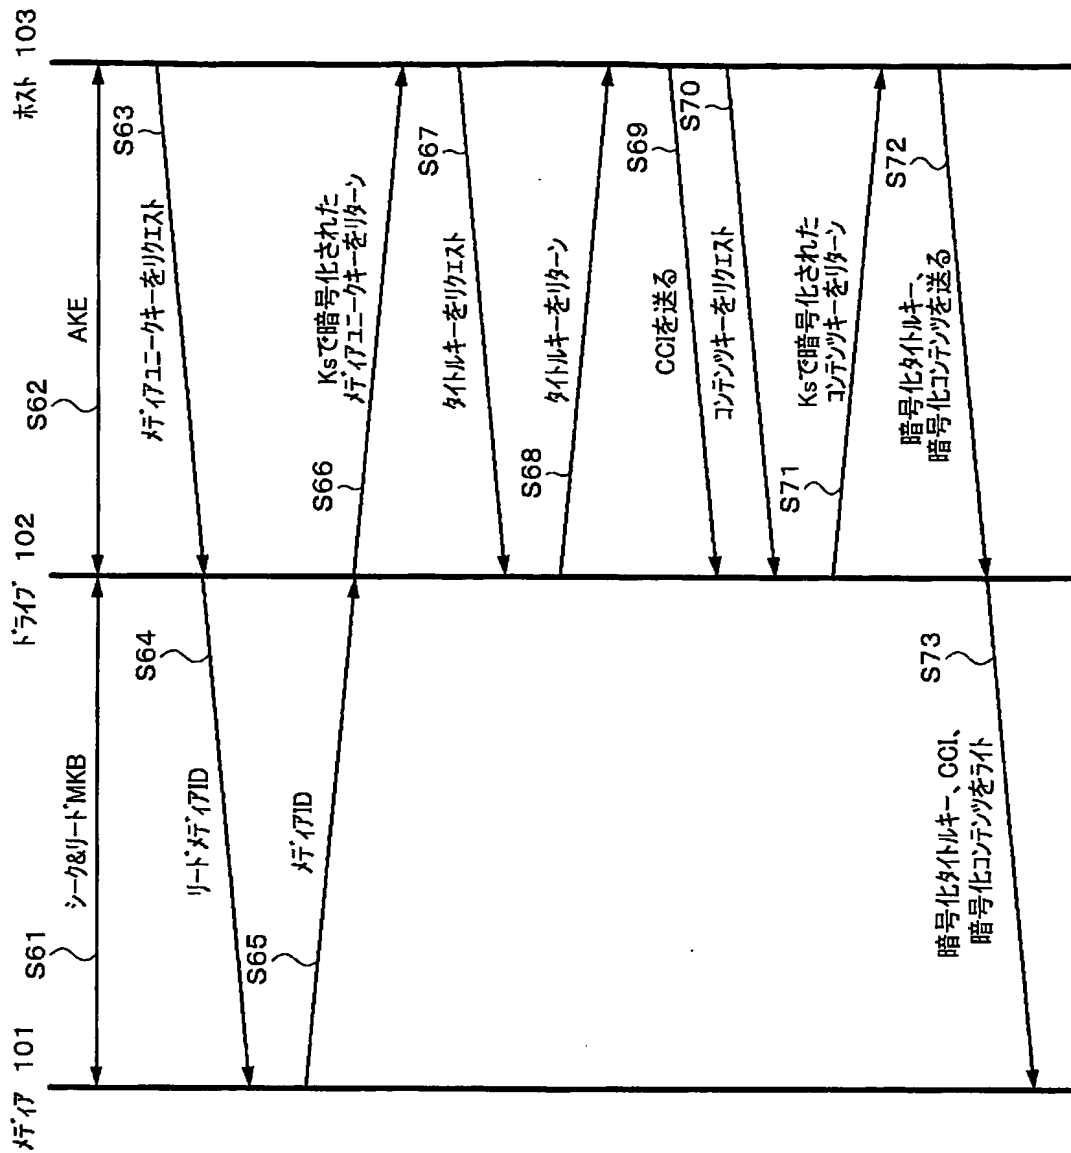 メディア 101
ドライブ 102
ホスト 103
S61
シーク&リードMKB
S62
AKE
S63
メディアユニークキーをリクエスト
S64
リードメディアID
S65
メディアID
S66
Ksで暗号化された
メディアユニークキーをリターン
S67
タイトルキーをリクエスト
S68
タイトルキーをリターン
S69
CCIを送る
S70
コンテンツキーをリクエスト
S71
Ksで暗号化された
コンテンツキーをリターン
S72
暗号化タイトルキー、
暗号化コンテンツを送る
S73
暗号化タイトルキー、CCI、
暗号化コンテンツをライト